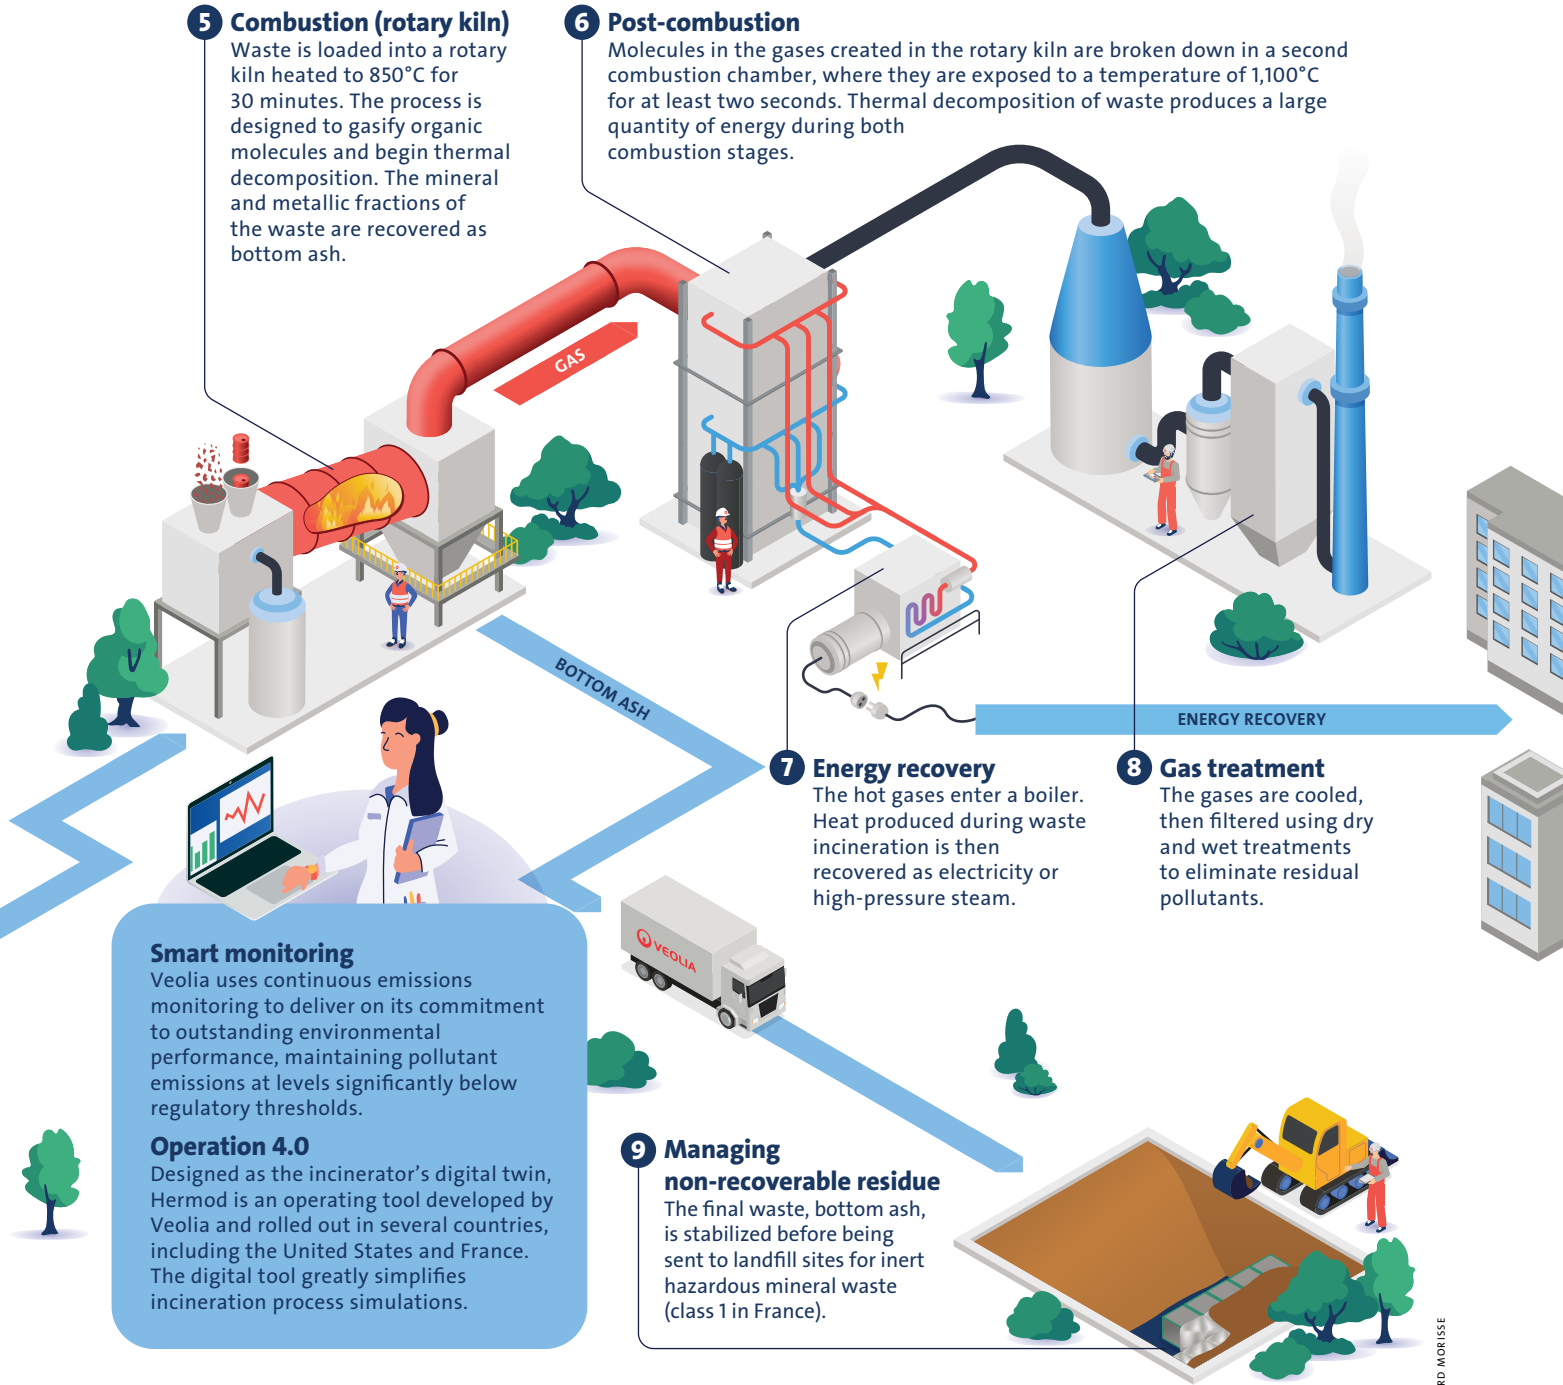 5 Combustion (rotary kiln)
Waste is loaded into a rotary
kiln heated to 850°C for
30 minutes. The process is
designed to gasify organic
molecules and begin thermal
decomposition. The mineral
and metallic fractions of
the waste are recovered as
bottom ash.
6 Post-combustion
Molecules in the gases created in the rotary kiln are broken down in a second
combustion chamber, where they are exposed to a temperature of 1,100°C
for at least two seconds. Thermal decomposition of waste produces a large
quantity of energy during both
combustion stages.
GAS
BOTTOM ASH
ENERGY RECOVERY
7 Energy recovery
The hot gases enter a boiler.
Heat produced during waste
incineration is then
recovered as electricity or
high-pressure steam.
8 Gas treatment
The gases are cooled,
then filtered using dry
and wet treatments
to eliminate residual
pollutants.
VEOLIA
Smart monitoring
Veolia uses continuous emissions
monitoring to deliver on its commitment
to outstanding environmental
performance, maintaining pollutant
emissions at levels significantly below
regulatory thresholds.
Operation 4.0
Designed as the incinerator’s digital twin,
Hermod is an operating tool developed by
Veolia and rolled out in several countries,
including the United States and France.
The digital tool greatly simplifies
incineration process simulations.
9 Managing
non-recoverable residue
The final waste, bottom ash,
is stabilized before being
sent to landfill sites for inert
hazardous mineral waste
(class 1 in France).
RD MORISSE